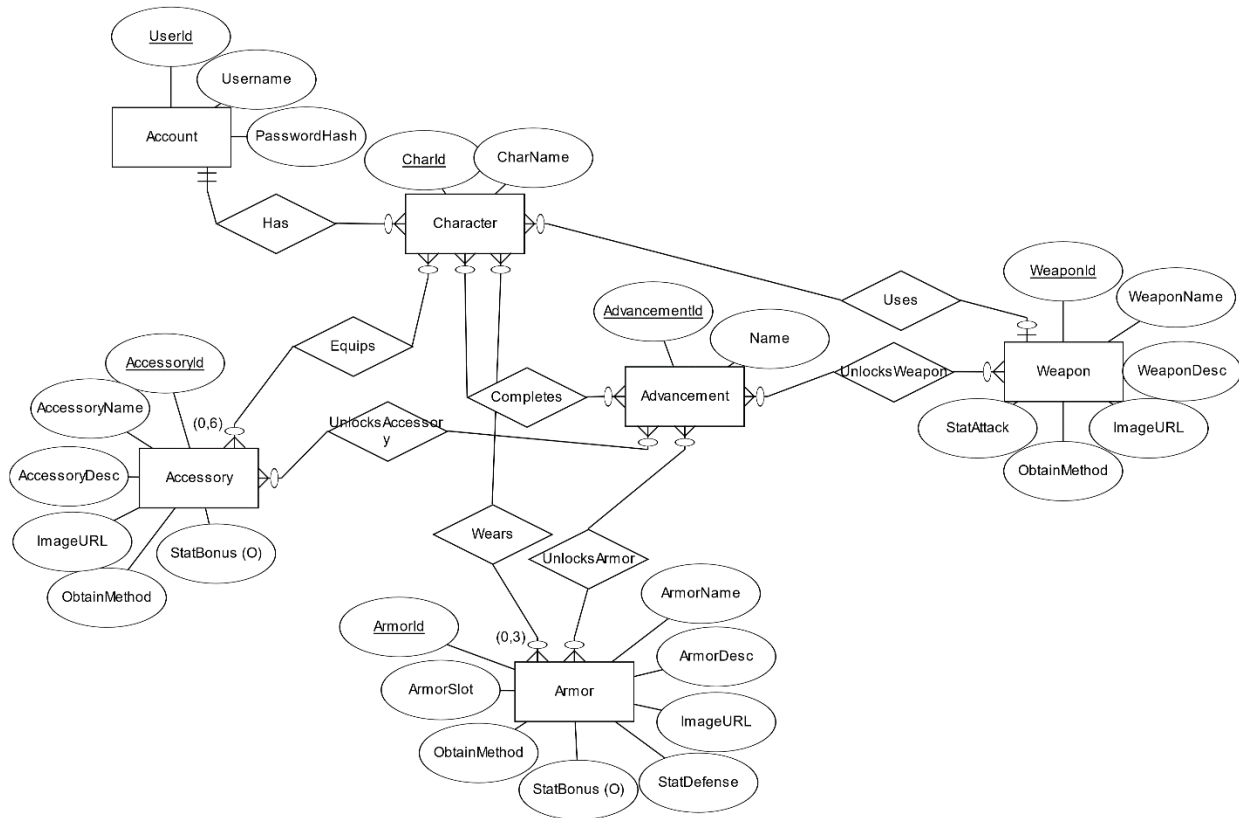 UserId
Username
Account
PasswordHash
CharId
CharName
Has
Character
WeaponId
AdvancementId
Uses
WeaponName
Equips
Name
AccessoryId
UnlocksWeapon
Weapon
WeaponDesc
AccessoryName
Completes
Advancement
(0,6)
UnlocksAccessor
y
StatAttack
ImageURL
AccessoryDesc
Accessory
ObtainMethod
ImageURL
StatBonus (O)
Wears
UnlocksArmor
ObtainMethod
ArmorName
ArmorId
(0,3)
ArmorDesc
ArmorSlot
Armor
ImageURL
ObtainMethod
StatBonus (O)
StatDefense